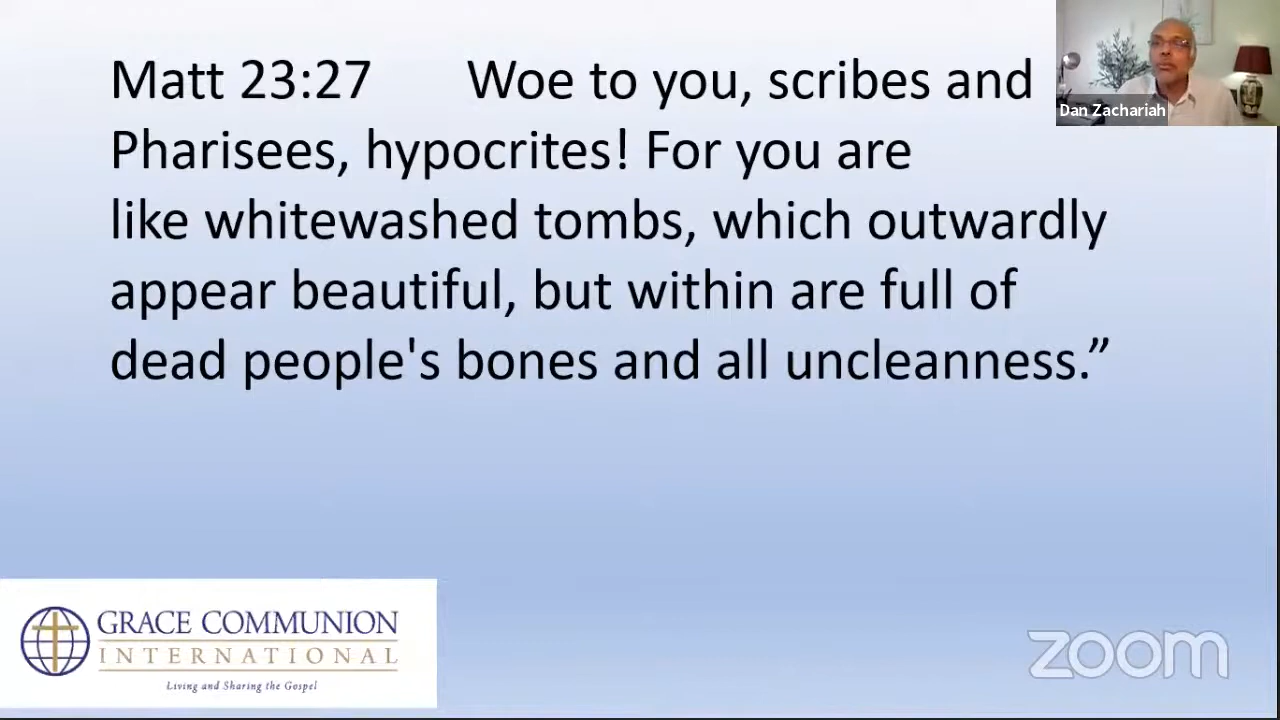 Matt 23:27 Woe to you, scribes and
Pharisees, hypocrites! For you are
like whitewashed tombs, which outwardly
appear beautiful, but within are full of
dead people's bones and all uncleanness.”
Dan Zachariah
GRACE COMMUNION
INTERNATIONAL
Living and Sharing the Gospel
zoom